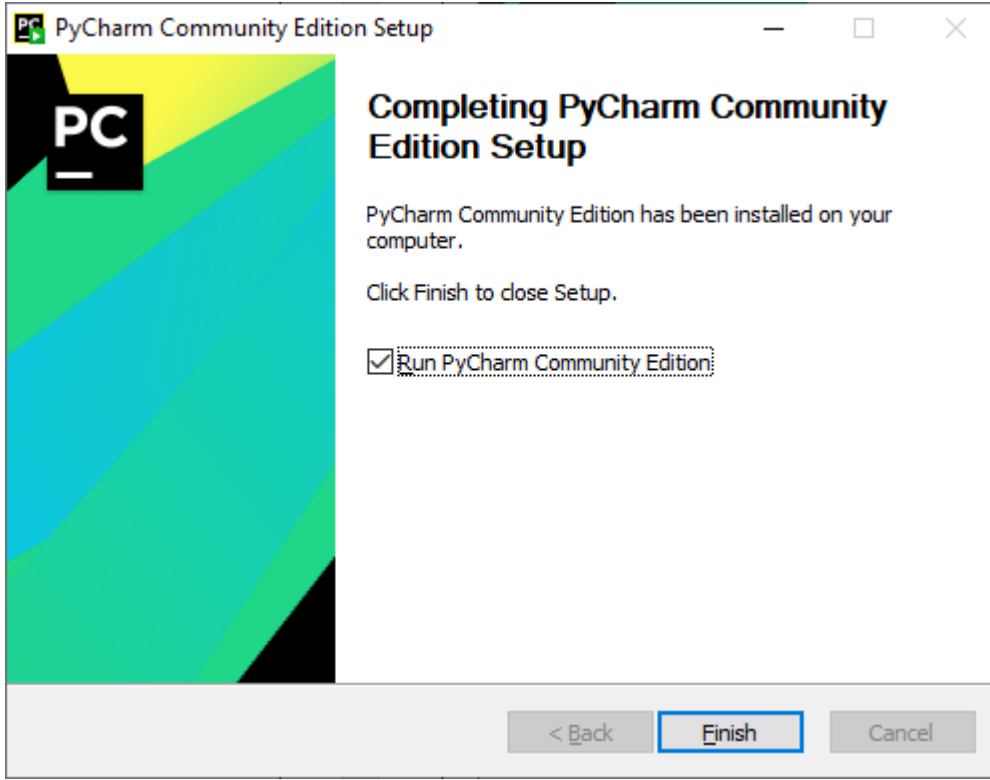 PyCharm Community Edition Setup
PC
Completing PyCharm Community
Edition Setup
PyCharm Community Edition has been installed on your
computer.
Click Finish to close Setup.
Run PyCharm Community Edition
< Back
Finish
Cancel